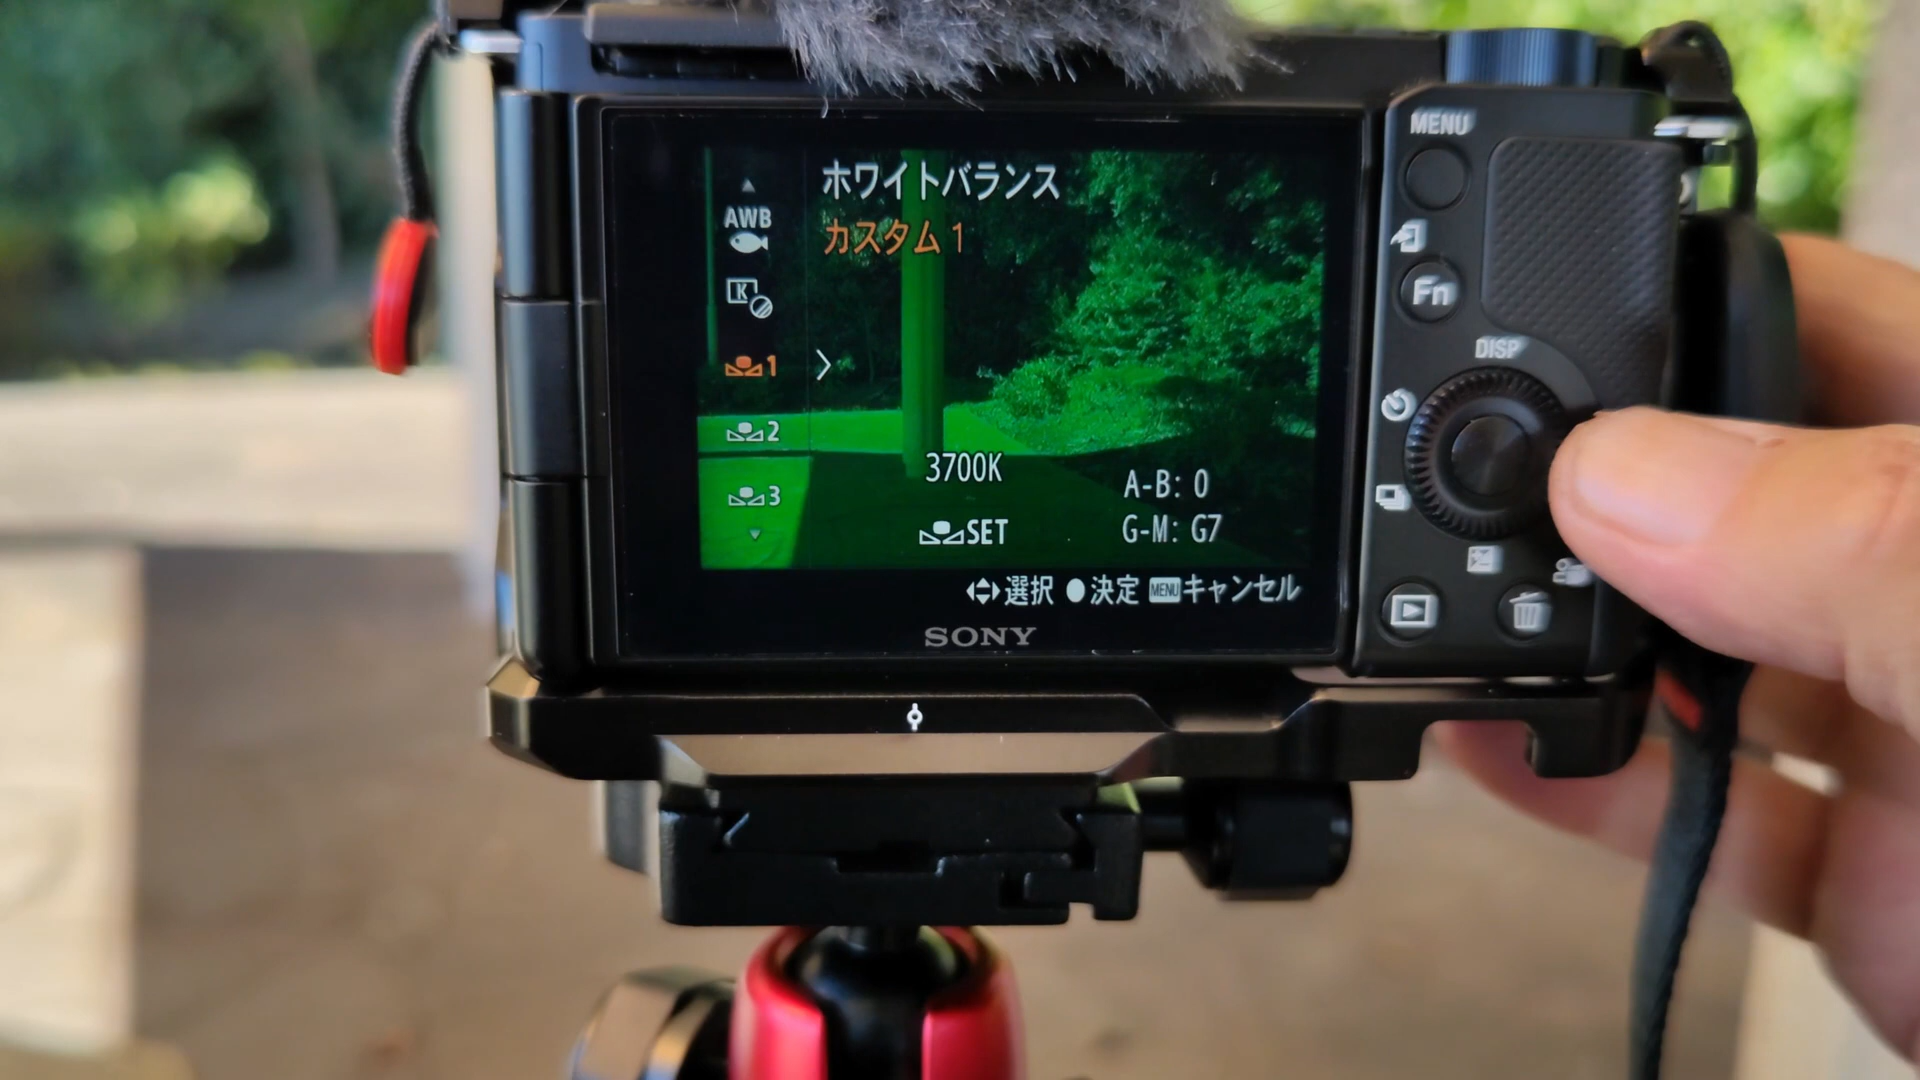 MENU
ホワイトバランス
カスタム 1
AWB
K
Fn
1
DISP
2
3700K
3
A-B: 0
SET
G-M: G7
選択 決定 MENU キャンセル
SONY